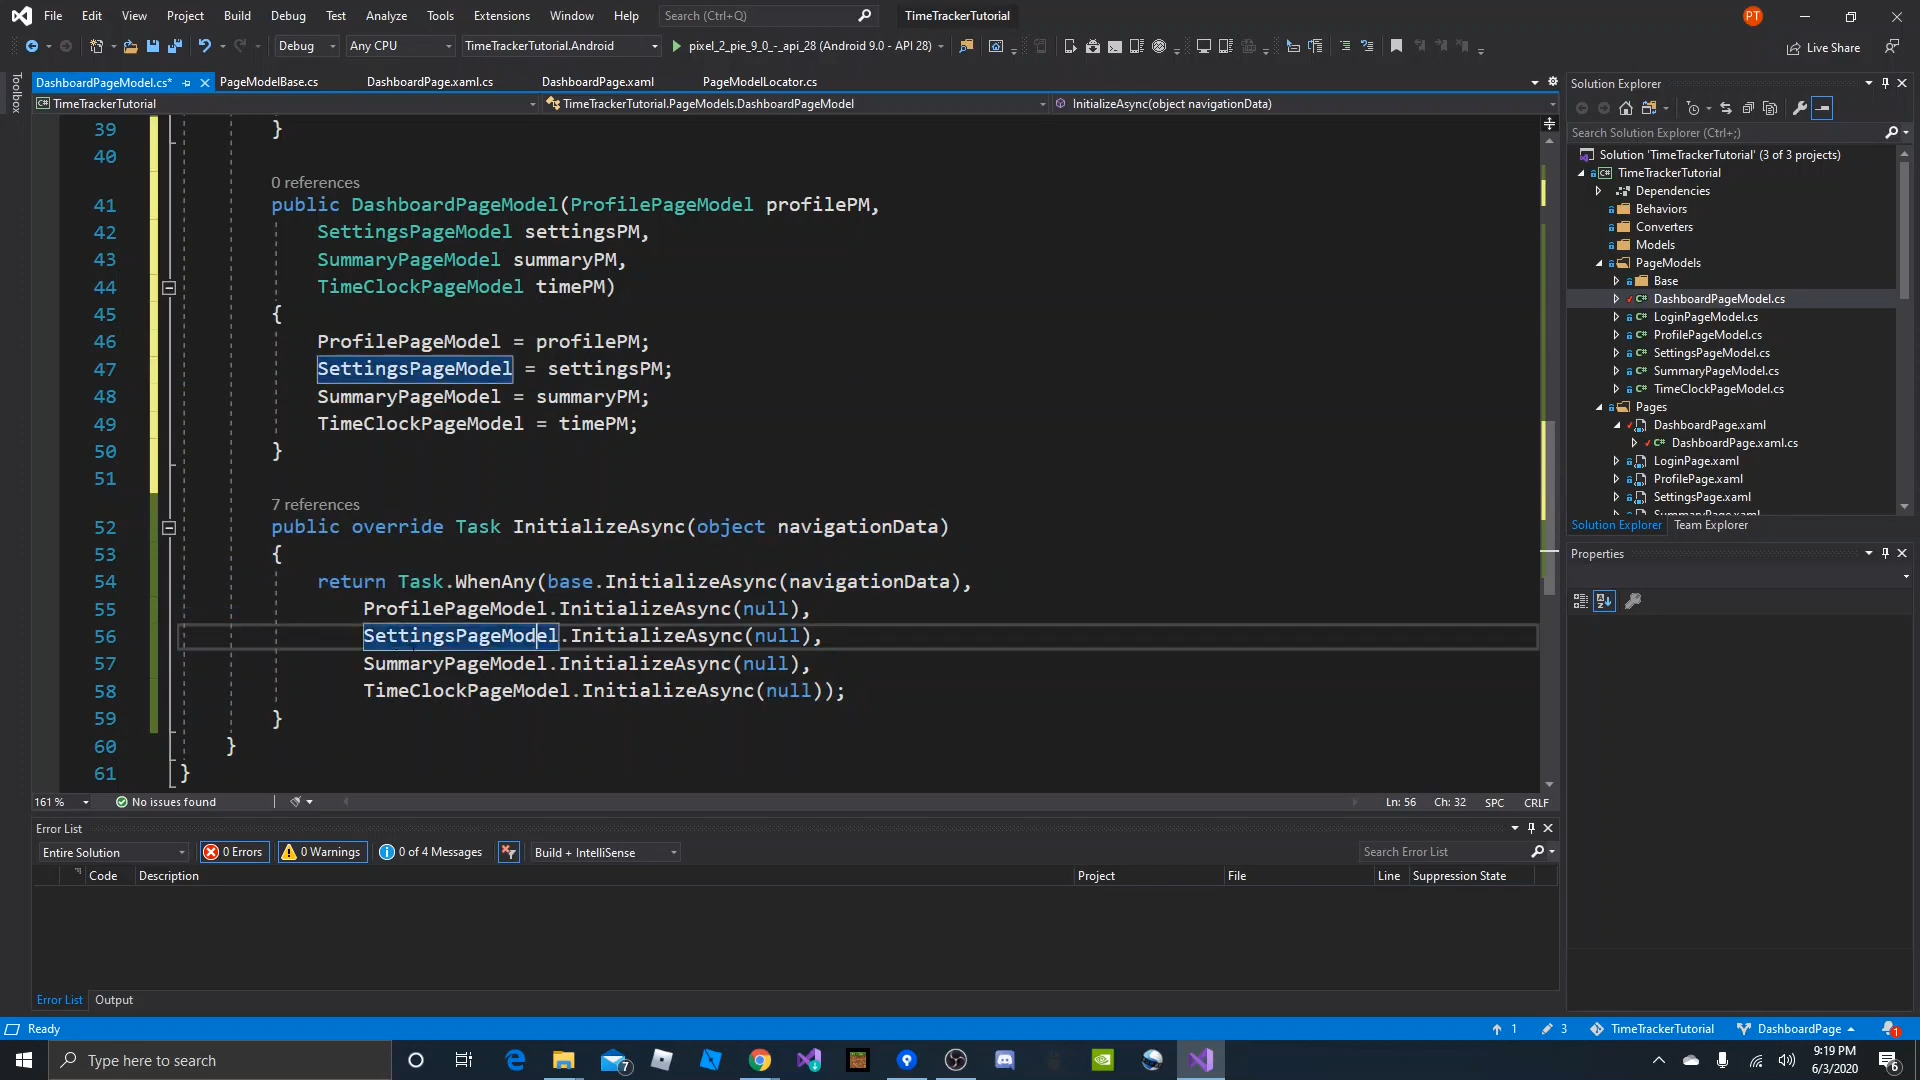 File Edit View Project Build Debug Test Analyze Tools Extensions Window Help Search (Ctrl+Q) TimeTrackerTutorial PT
Debug Any CPU TimeTrackerTutorial.Android pixel_2_pie_9_0_-_api_28 (Android 9.0 - API 28) Live Share
Toolbox
DashboardPageModel.cs* PageModelBase.cs DashboardPage.xaml.cs DashboardPage.xaml PageModelLocator.cs
TimeTrackerTutorial TimeTrackerTutorial.PageModels.DashboardPageModel InitializeAsync(object navigationData)
39 }
40
0 references
41 public DashboardPageModel(ProfilePageModel profilePM,
42 SettingsPageModel settingsPM,
43 SummaryPageModel summaryPM,
44 TimeClockPageModel timePM)
45 {
46 ProfilePageModel = profilePM;
47 SettingsPageModel = settingsPM;
48 SummaryPageModel = summaryPM;
49 TimeClockPageModel = timePM;
50 }
51
7 references
52 public override Task InitializeAsync(object navigationData)
53 {
54 return Task.WhenAny(base.InitializeAsync(navigationData),
55 ProfilePageModel.InitializeAsync(null),
56 SettingsPageModel.InitializeAsync(null),
57 SummaryPageModel.InitializeAsync(null),
58 TimeClockPageModel.InitializeAsync(null));
59 }
60 }
61 }
161 % No issues found Ln: 56 Ch: 32 SPC CRLF
Error List
Entire Solution 0 Errors 0 Warnings 0 of 4 Messages Build + IntelliSense Search Error List
Code Description Project File Line Suppression State
Error List Output
Solution Explorer
Search Solution Explorer (Ctrl+;)
Solution 'TimeTrackerTutorial' (3 of 3 projects)
TimeTrackerTutorial
Dependencies
Behaviors
Converters
Models
PageModels
Base
DashboardPageModel.cs
LoginPageModel.cs
ProfilePageModel.cs
SettingsPageModel.cs
SummaryPageModel.cs
TimeClockPageModel.cs
Pages
DashboardPage.xaml
DashboardPage.xaml.cs
LoginPage.xaml
ProfilePage.xaml
SettingsPage.xaml
SummaryPage.xaml
Solution Explorer Team Explorer
Properties
Ready 1 3 TimeTrackerTutorial DashboardPage 1
Type here to search 7 9:19 PM
6/3/2020 6